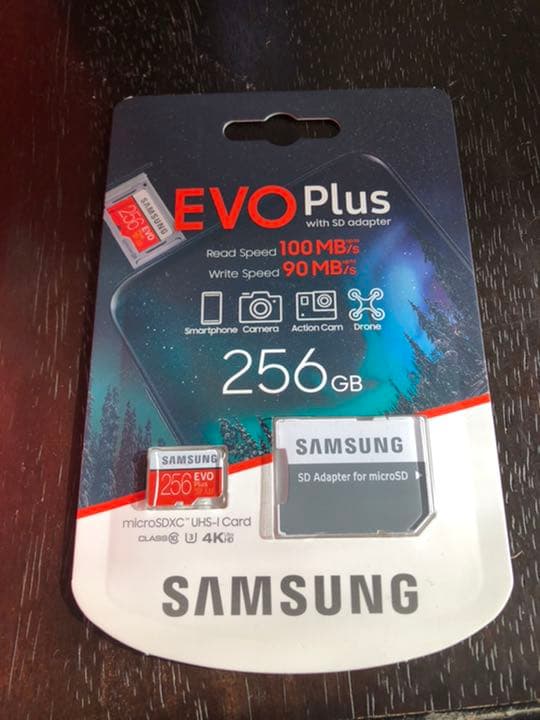 EVO Plus
with SD adapter
Read Speed 100 MB/s
Write Speed 90 MB/s
Smartphone Camera Action Cam Drone
256GB
SAMSUNG
256 EVO
SAMSUNG
256 EVO
Plus
SAMSUNG
SD Adapter for microSD
microSDXC™ UHS-I Card
CLASS 10 U3 4K
SAMSUNG